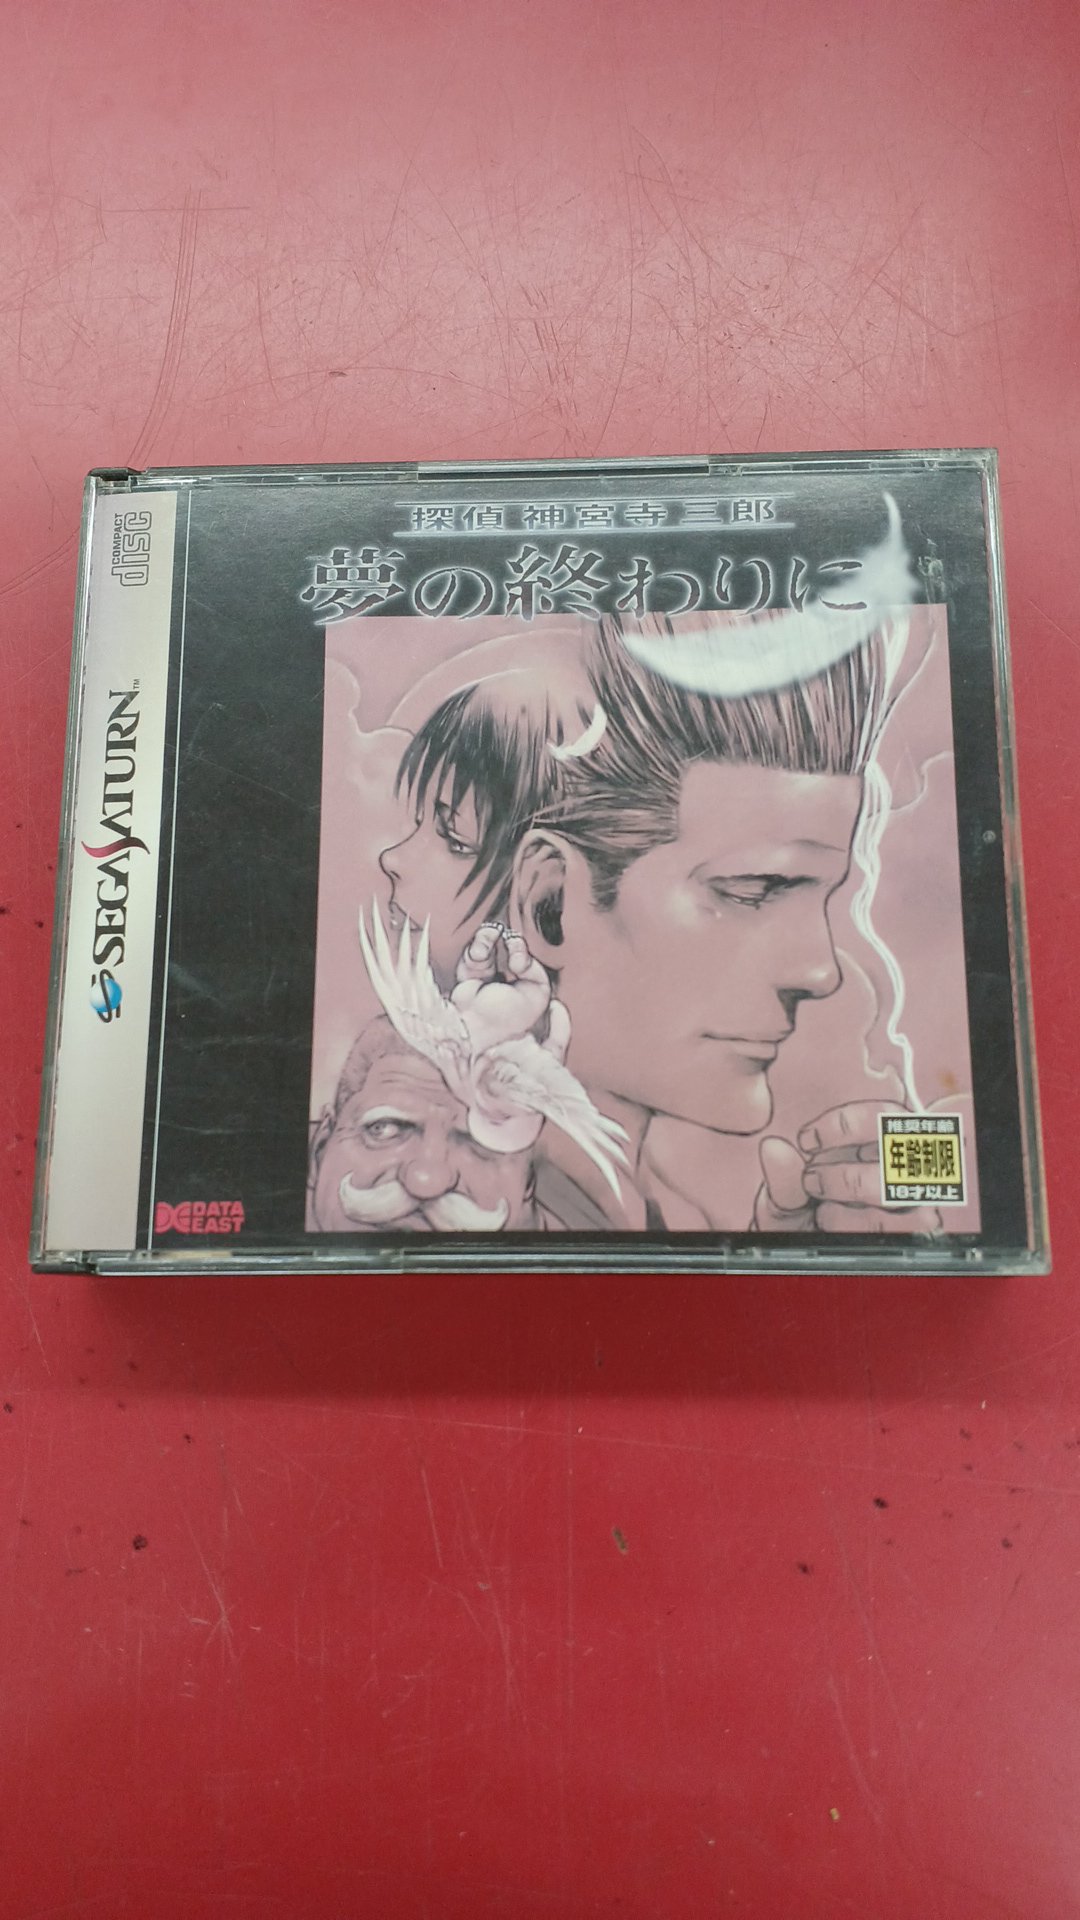 探偵 神宮寺三郎
夢の終わりに
COMPACT
disc
SEGA SATURN™
DATA
EAST
推奨年齢
年齢制限
18才以上